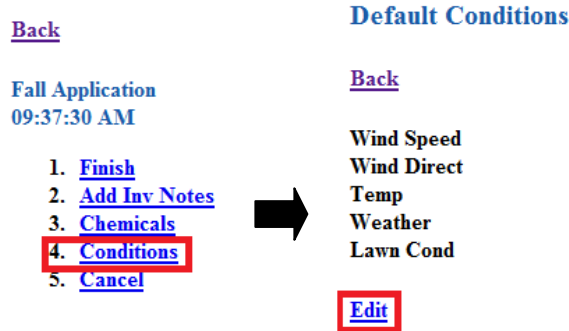 Back
Fall Application
09:37:30 AM
1. Finish
2. Add Inv Notes
3. Chemicals
4. Conditions
5. Cancel
Default Conditions
Back
Wind Speed
Wind Direct
Temp
Weather
Lawn Cond
Edit